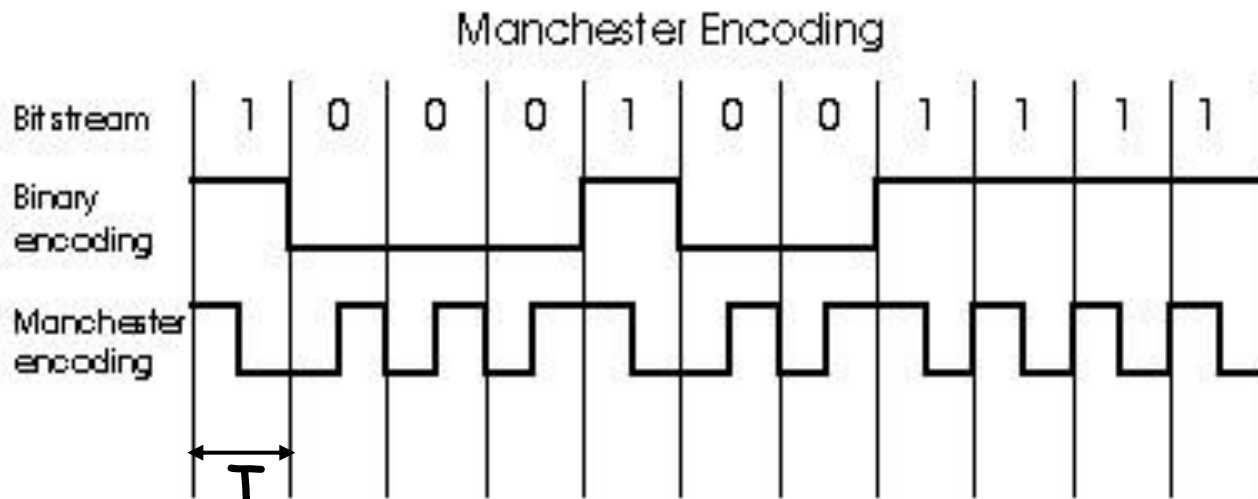 Manchester Encoding
Bit stream 1 0 0 0 1 0 0 1 1 1 1
Binary
encoding
Manchester
encoding
T